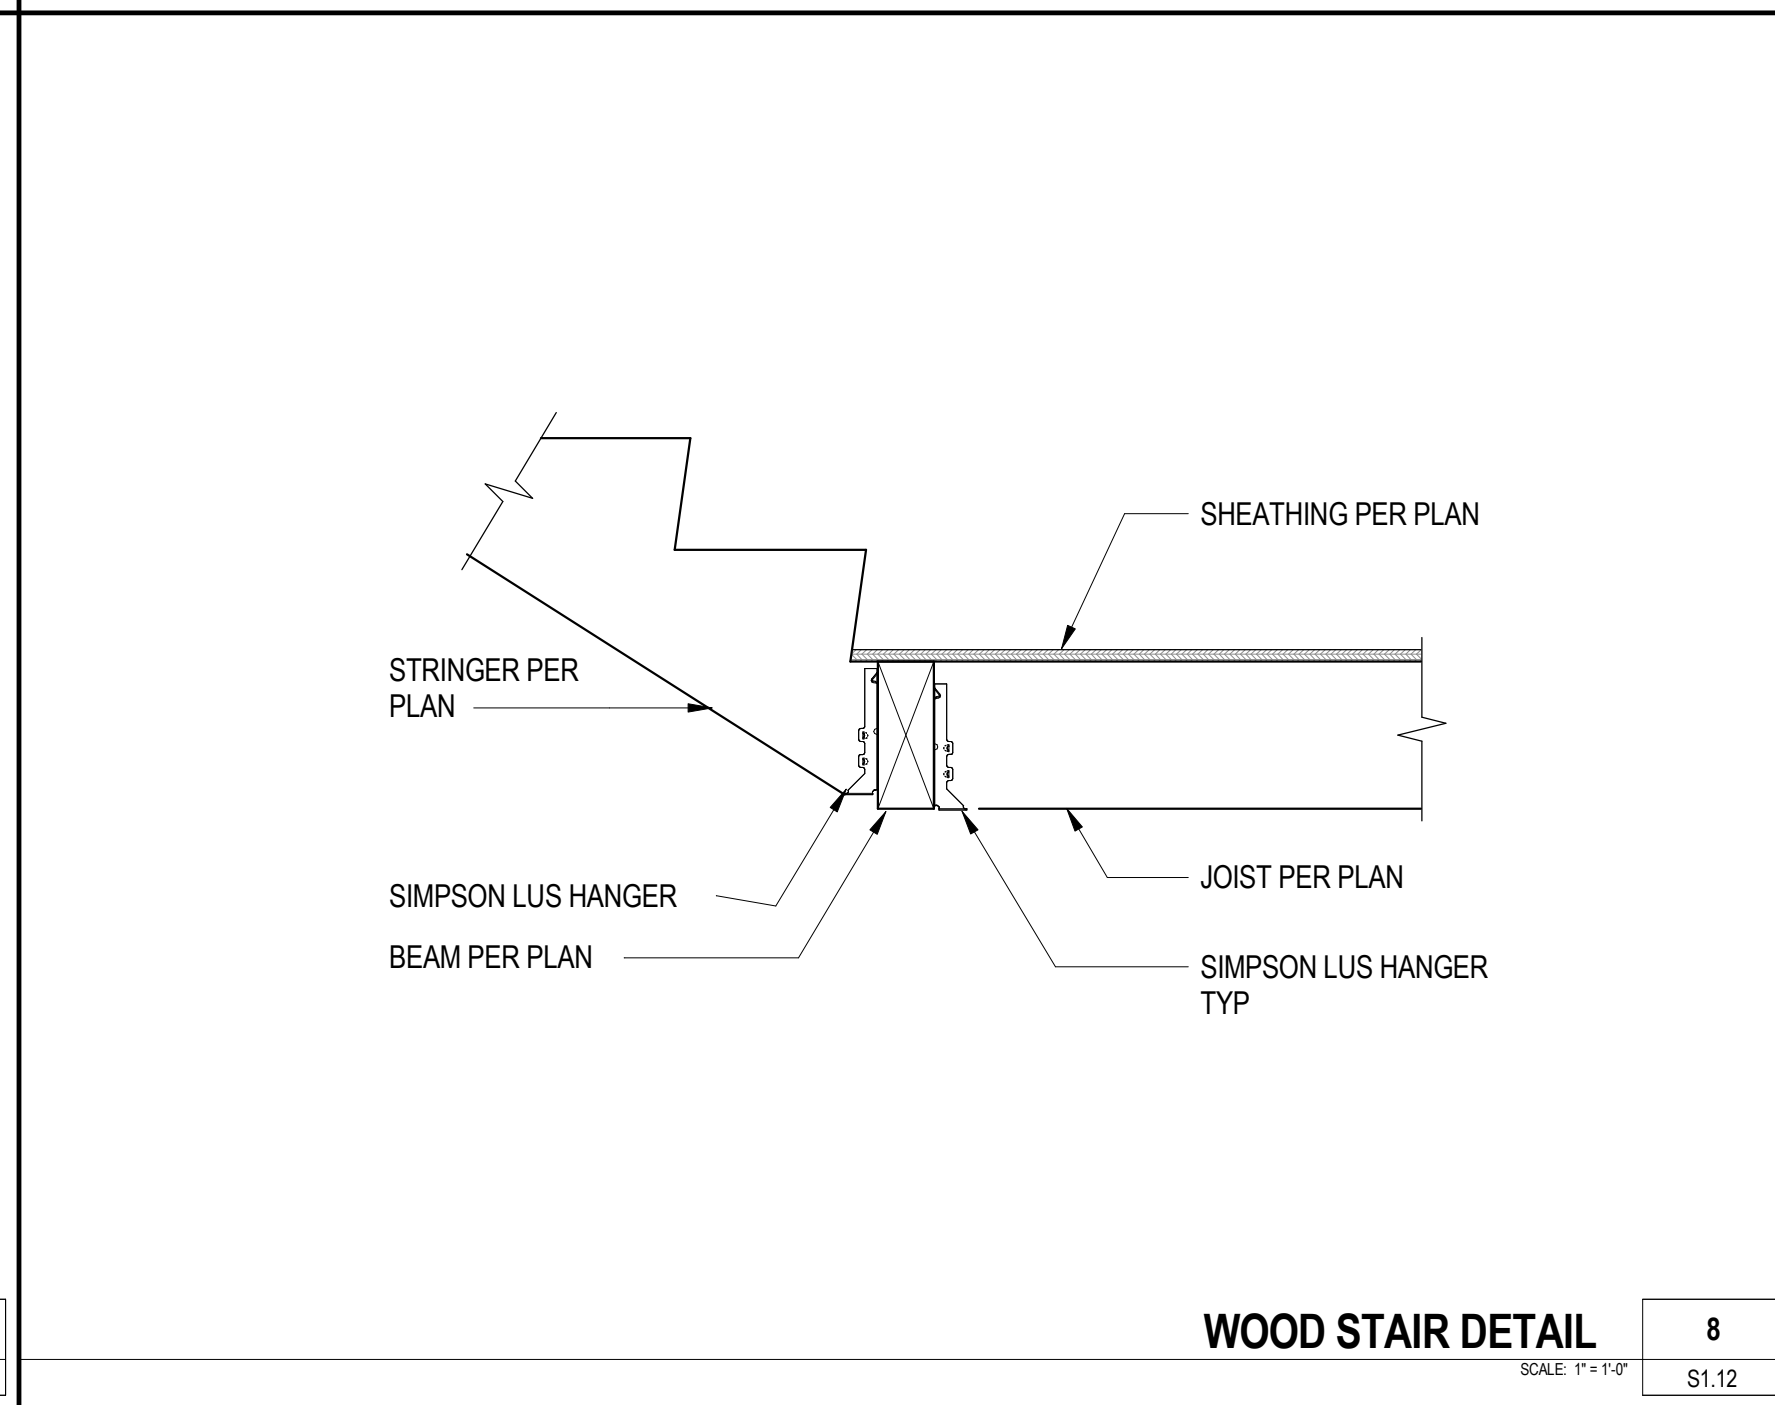 SHEATHING PER PLAN
STRINGER PER
PLAN
SIMPSON LUS HANGER
JOIST PER PLAN
BEAM PER PLAN
SIMPSON LUS HANGER
TYP
WOOD STAIR DETAIL
8
SCALE: 1" = 1'-0"
S1.12